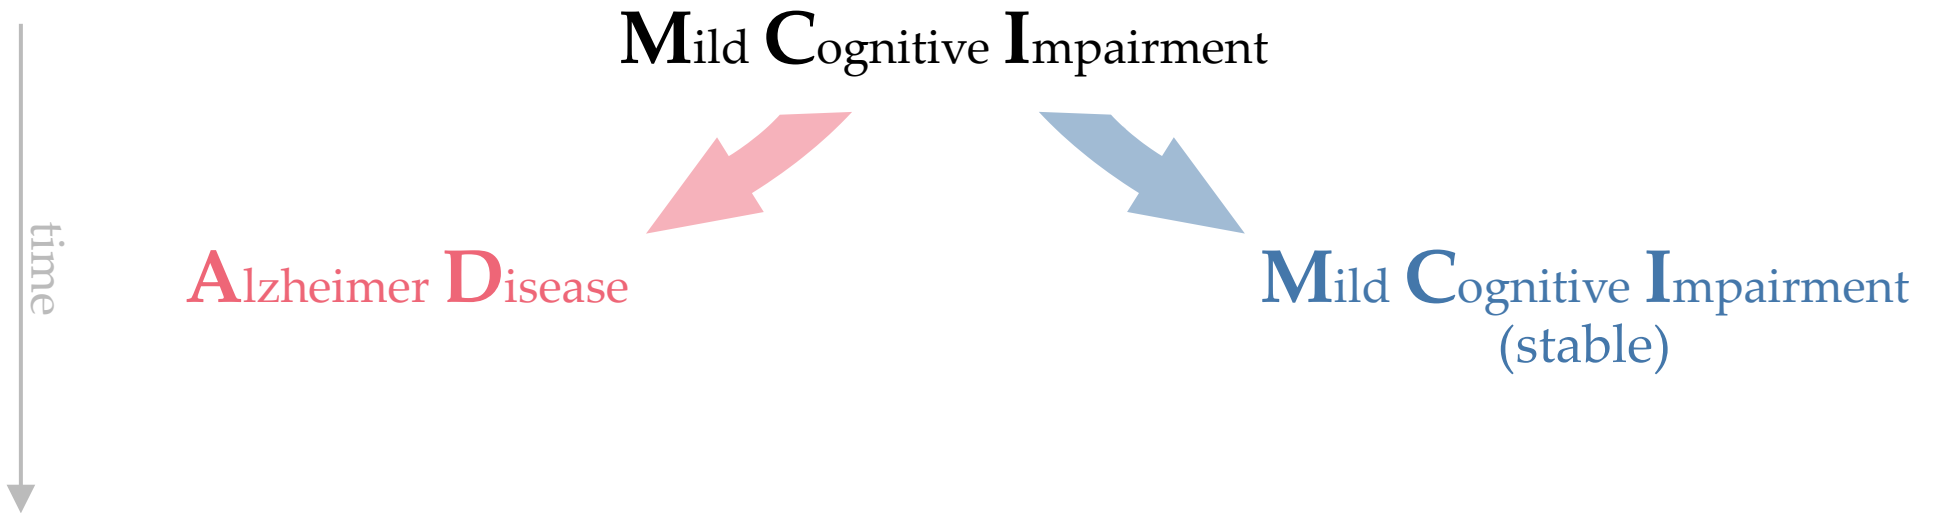 Mild Cognitive Impairment
time
Alzheimer Disease
Mild Cognitive Impairment
(stable)